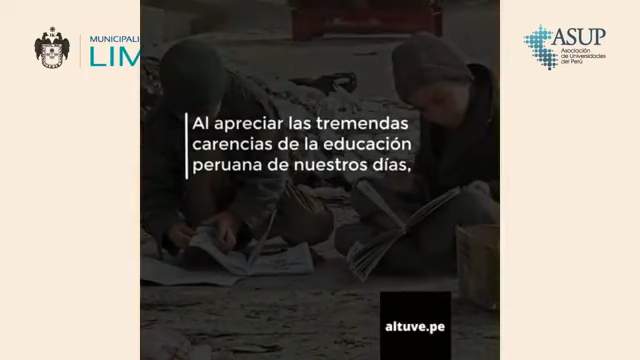 MUNICIPALI
LIM
ASUP
Asociación
de Universidades
del Perú
Al apreciar las tremendas
carencias de la educación
peruana de nuestros días,
altuve.pe